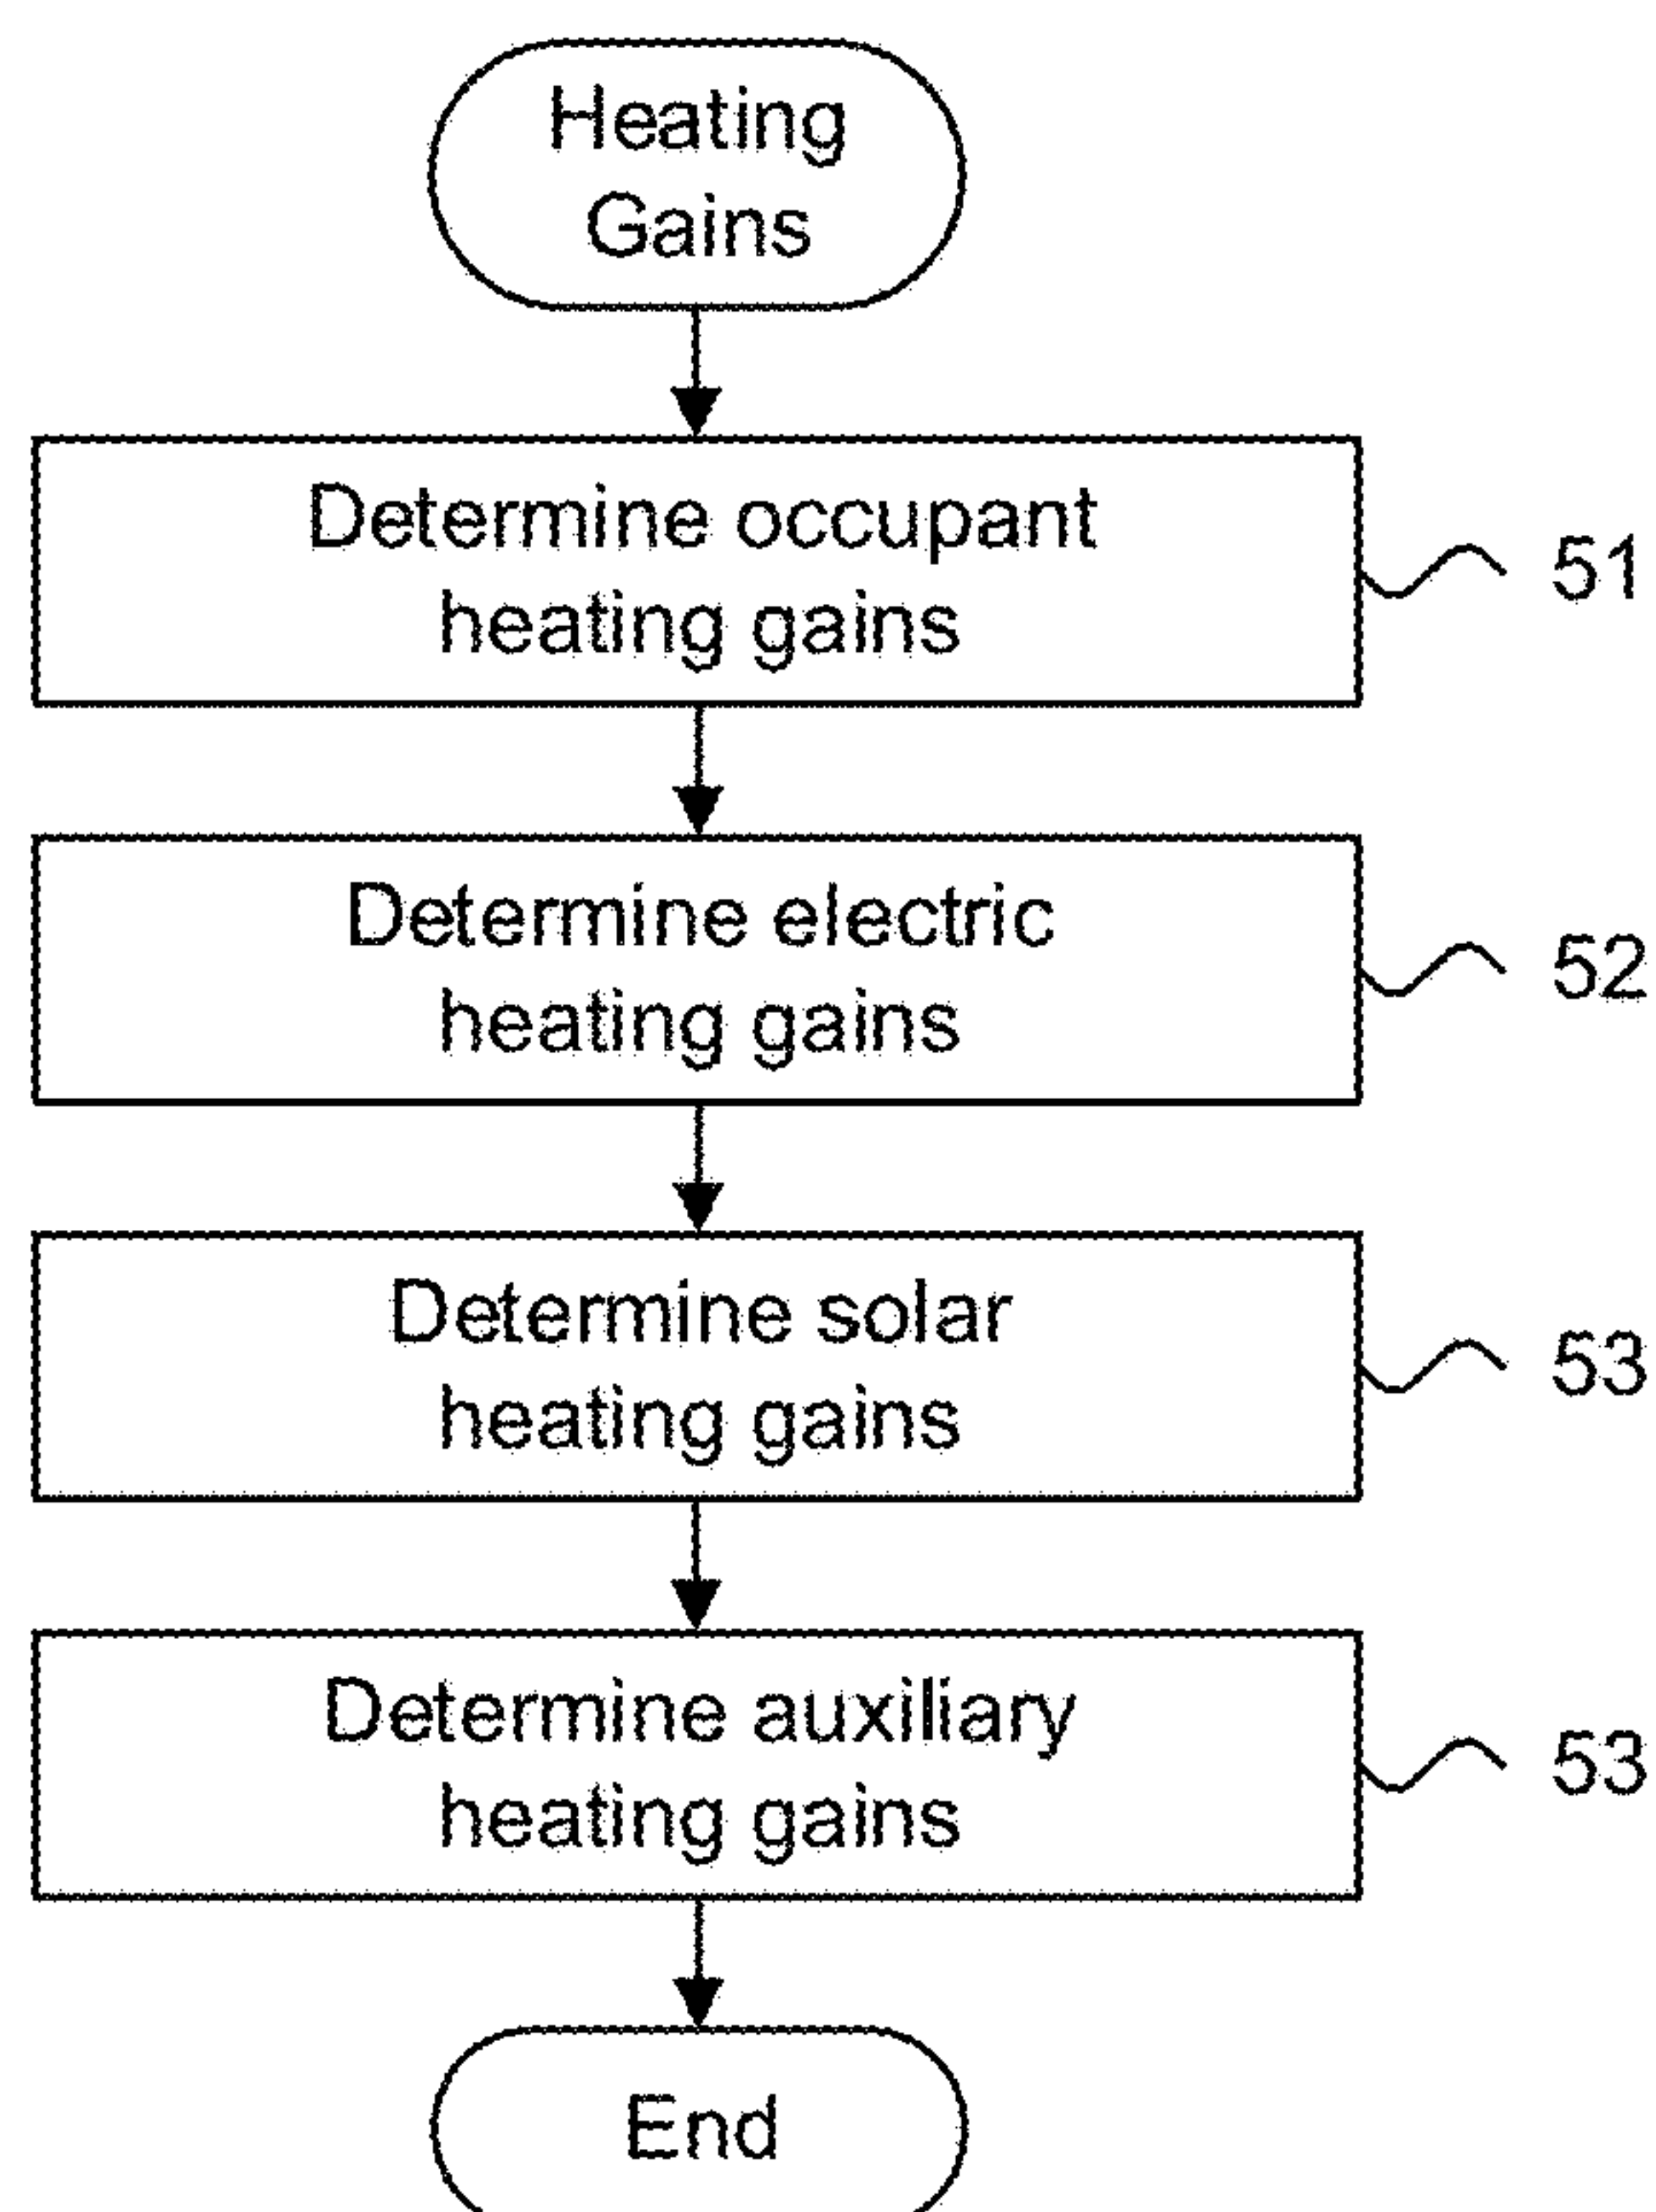 Heating
Gains
Determine occupant
heating gains
51
Determine electric
heating gains
52
Determine solar
heating gains
53
Determine auxiliary
heating gains
53
End